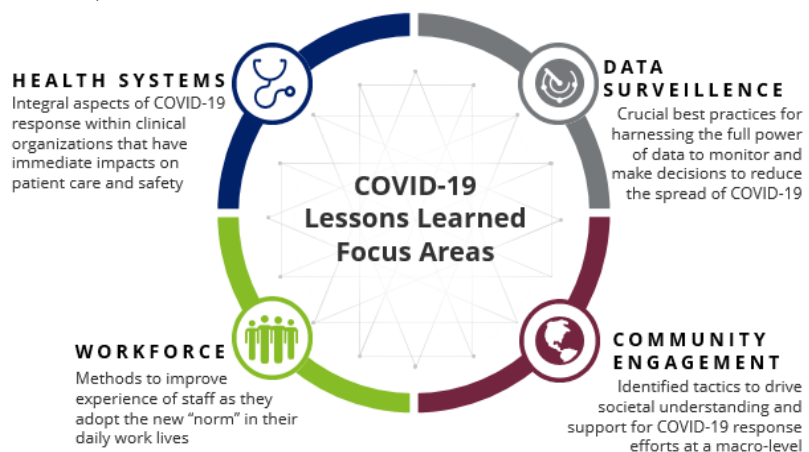 HEALTH SYSTEMS
Integral aspects of COVID-19
response within clinical
organizations that have
immediate impacts on
patient care and safety
DATA
SURVEILLENCE
Crucial best practices for
harnessing the full power
of data to monitor and
make decisions to reduce
the spread of COVID-19
COVID-19
Lessons Learned
Focus Areas
WORKFORCE
Methods to improve
experience of staff as they
adopt the new “norm” in their
daily work lives
COMMUNITY
ENGAGEMENT
Identified tactics to drive
societal understanding and
support for COVID-19 response
efforts at a macro-level